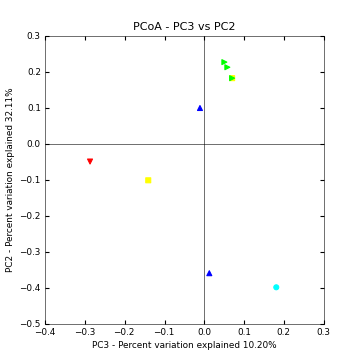 PCoA - PC3 vs PC2
0.3
0.2
0.1
0.0
−0.1
−0.2
−0.3
−0.4
−0.5
PC2 - Percent variation explained 32.11%
−0.4 −0.3 −0.2 −0.1 0.0 0.1 0.2 0.3
PC3 - Percent variation explained 10.20%